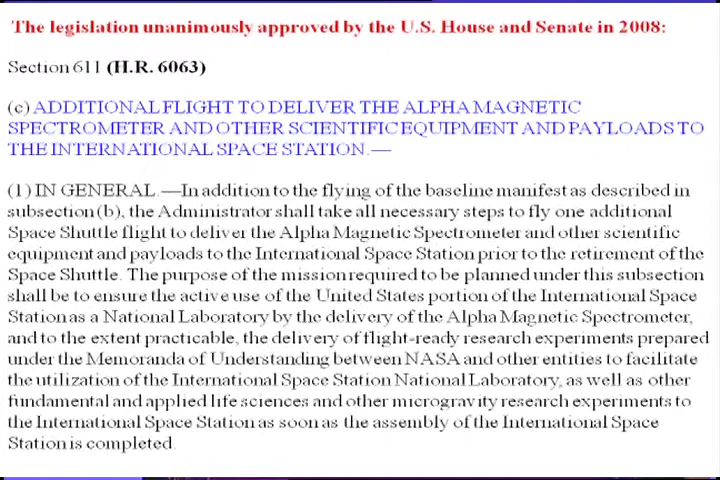 The legislation unanimously approved by the U.S. House and Senate in 2008:
Section 611 (H.R. 6063)
(c) ADDITIONAL FLIGHT TO DELIVER THE ALPHA MAGNETIC
SPECTROMETER AND OTHER SCIENTIFIC EQUIPMENT AND PAYLOADS TO
THE INTERNATIONAL SPACE STATION.—
(1) IN GENERAL.—In addition to the flying of the baseline manifest as described in
subsection (b), the Administrator shall take all necessary steps to fly one additional
Space Shuttle flight to deliver the Alpha Magnetic Spectrometer and other scientific
equipment and payloads to the International Space Station prior to the retirement of the
Space Shuttle. The purpose of the mission required to be planned under this subsection
shall be to ensure the active use of the United States portion of the International Space
Station as a National Laboratory by the delivery of the Alpha Magnetic Spectrometer,
and to the extent practicable, the delivery of flight-ready research experiments prepared
under the Memoranda of Understanding between NASA and other entities to facilitate
the utilization of the International Space Station National Laboratory, as well as other
fundamental and applied life sciences and other microgravity research experiments to
the International Space Station as soon as the assembly of the International Space
Station is completed.